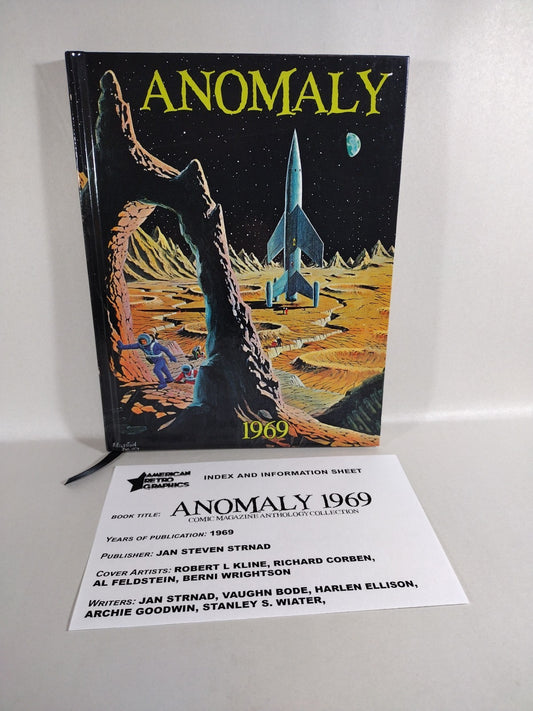 ANOMALY
1969
AMERICAN
RETRO
GRAPHICS
INDEX AND INFORMATION SHEET
BOOK TITLE: ANOMALY 1969
COMIC MAGAZINE ANTHOLOGY COLLECTION
YEARS OF PUBLICATION: 1969
PUBLISHER: JAN STEVEN STRNAD
COVER ARTISTS: ROBERT L KLINE, RICHARD CORBEN,
AL FELDSTEIN, BERNI WRIGHTSON
WRITERS: JAN STRNAD, VAUGHN BODE, HARLEN ELLISON,
ARCHIE GOODWIN, STANLEY S. WIATER,